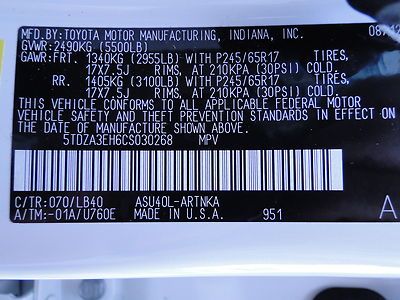 MFD.BY:TOYOTA MOTOR MANUFACTURING, INDIANA, INC.
GVWR:2490KG (5500LB)
GAWR:FRT. 1340KG (2955LB) WITH P245/65R17 TIRES,
17X7.5J RIMS, AT 210KPA (30PSI) COLD
RR: 1405KG (3100LB) WITH P245/65R17 TIRES,
17X7.5J RIMS, AT 210KPA (30PSI) COLD
THIS VEHICLE CONFORMS TO ALL APPLICABLE FEDERAL MOTOR
VEHICLE SAFETY, BUMPER, AND THEFT PREVENTION STANDARDS IN EFFECT
ON THE DATE OF MANUFACTURE SHOWN ABOVE.
5TDZA3EH6CS030268 MPV
C/TR:070/LB40 ASU40L-ARTNKA A
A/TM:-01A/U760E MADE IN U.S.A. 951